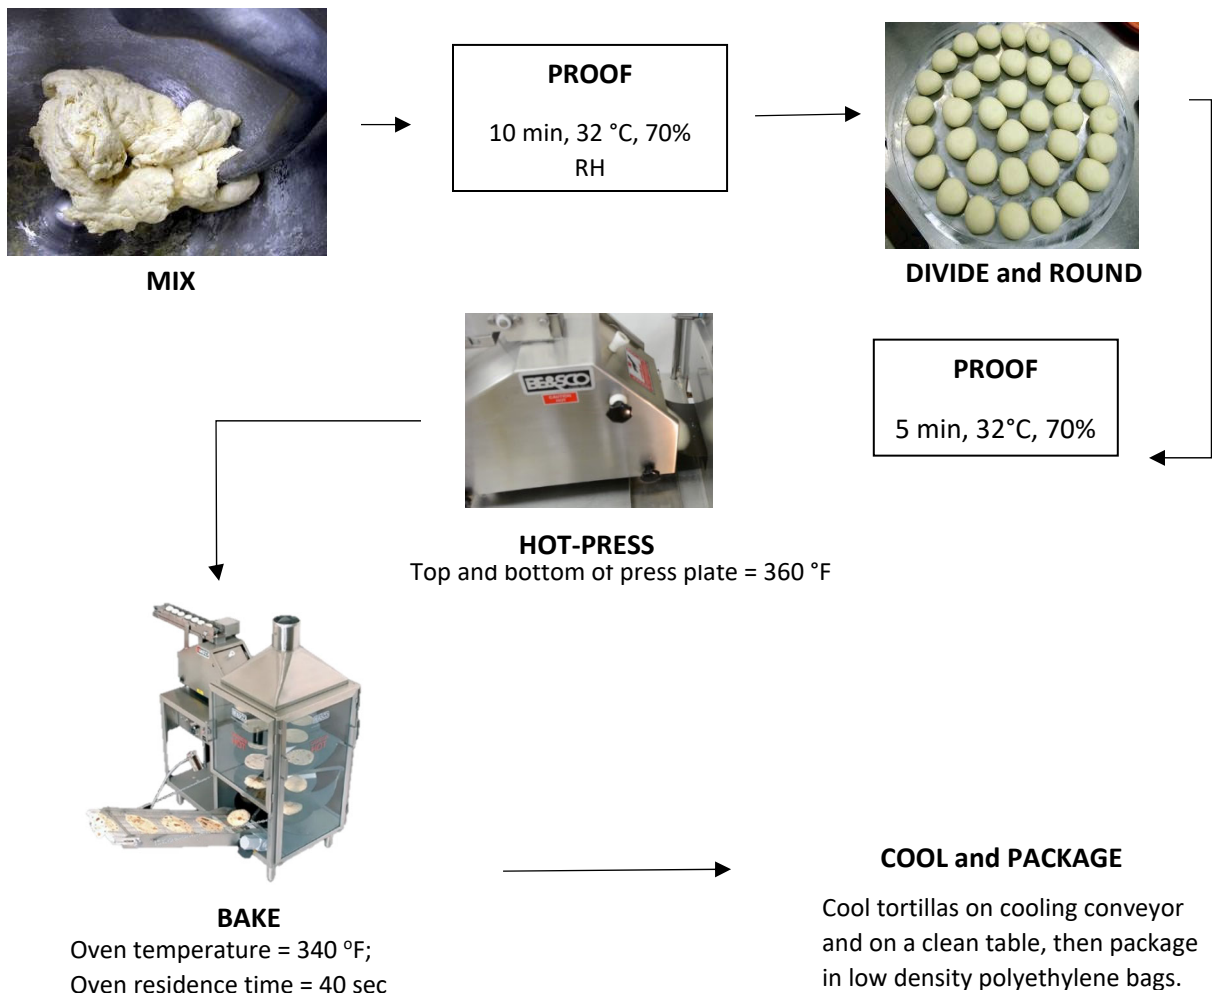 PROOF
10 min, 32 °C, 70%
RH
MIX
DIVIDE and ROUND
PROOF
5 min, 32°C, 70%
BE&SCO
HOT-PRESS
Top and bottom of press plate = 360 °F
BAKE
Oven temperature = 340 °F;
Oven residence time = 40 sec
COOL and PACKAGE
Cool tortillas on cooling conveyor
and on a clean table, then package
in low density polyethylene bags.